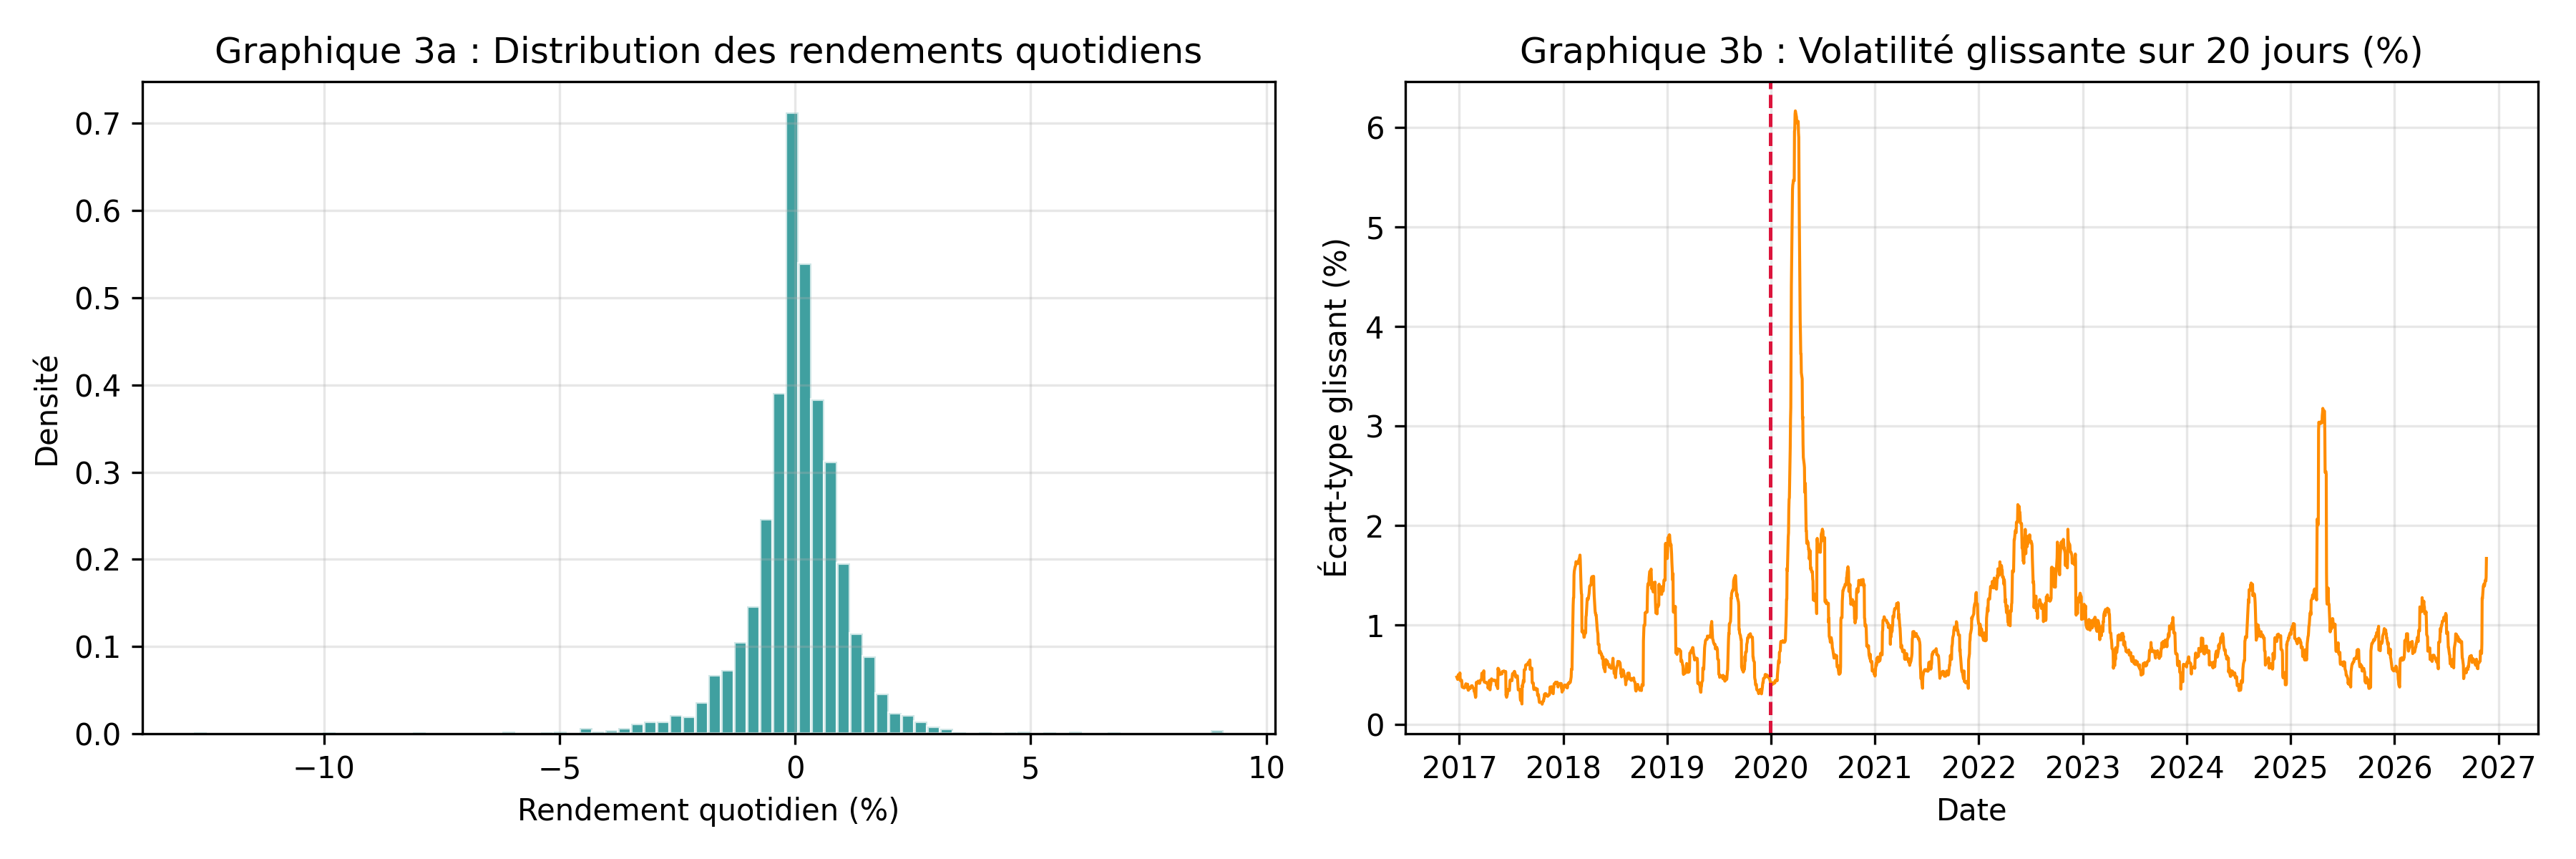 Graphique 3a : Distribution des rendements quotidiens
0.7
0.6
0.5
0.4
0.3
0.2
0.1
0.0
Densité
−10 −5 0 5 10
Rendement quotidien (%)
Graphique 3b : Volatilité glissante sur 20 jours (%)
6
5
4
3
2
1
0
Écart-type glissant (%)
2017 2018 2019 2020 2021 2022 2023 2024 2025 2026 2027
Date